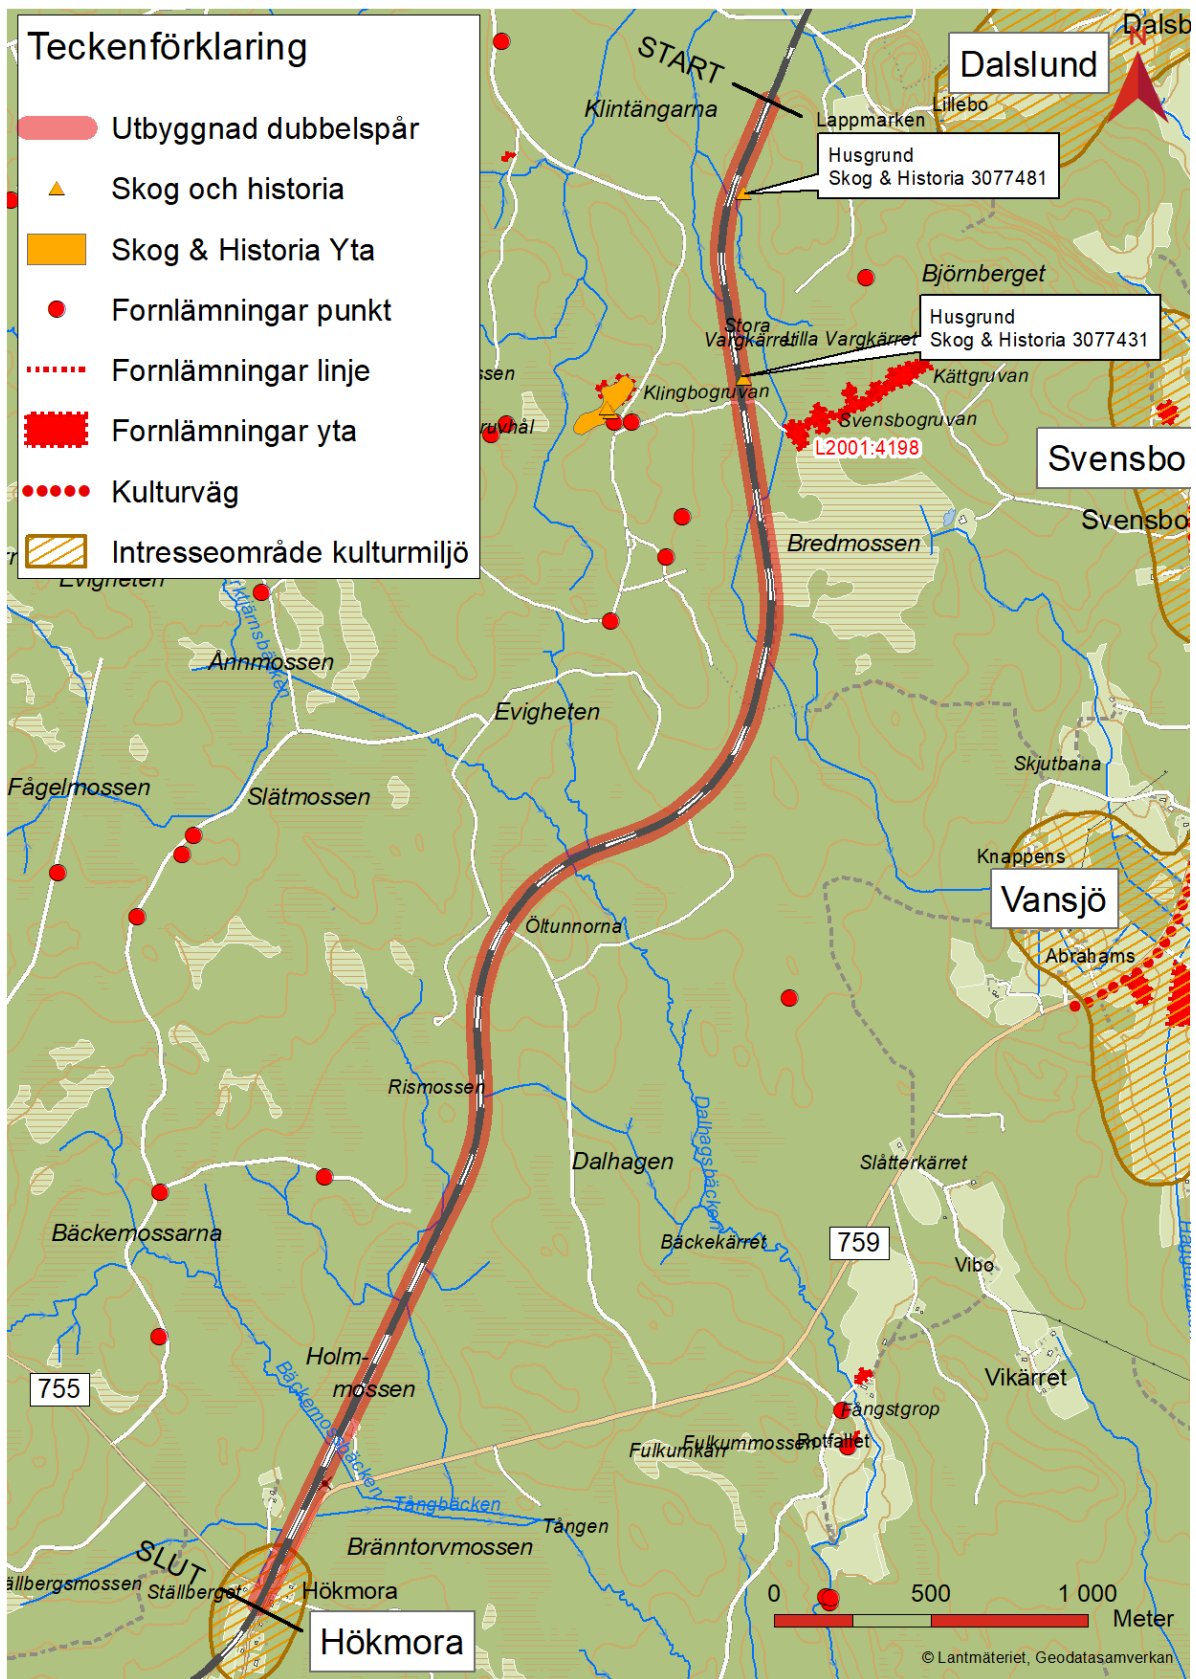 Teckenförklaring
Utbyggnad dubbelspår
Skog och historia
Skog & Historia Yta
Fornlämningar punkt
Fornlämningar linje
Fornlämningar yta
Kulturväg
Intresseområde kulturmiljö
START
Klintängarna
Dalslund
N
Lillebo
Lappmarken
Husgrund
Skog & Historia 3077481
Björnberget
Husgrund
Skog & Historia 3077431
Stora
Vargkärret
Lilla Vargkärret
Kättgruvan
Klingbogruvan
Svensbogruvan
L2001:4198
Svensbo
Svensbo
Bredmossen
Evigheten
Ånnmossen
Evigheten
Skjutbana
Fågelmossen
Slätmossen
Knappens
Vansjö
Öltunnorna
Abrahams
Rismossen
Dalhagsbäcken
Dalhagen
Slåtterkärret
Bäckemossarna
Bäckekärret
759
Vibo
Holm-
mossen
755
Vikärret
Bäckemossbäcken
Fångstgrop
Fulkummossen
Rotfallet
Fulkumkärr
Tångbäcken
Tången
Bränntorvmossen
SLUT
Ställberget
Hökmora
Hökmora
0 500 1 000
Meter
© Lantmäteriet, Geodatasamverkan